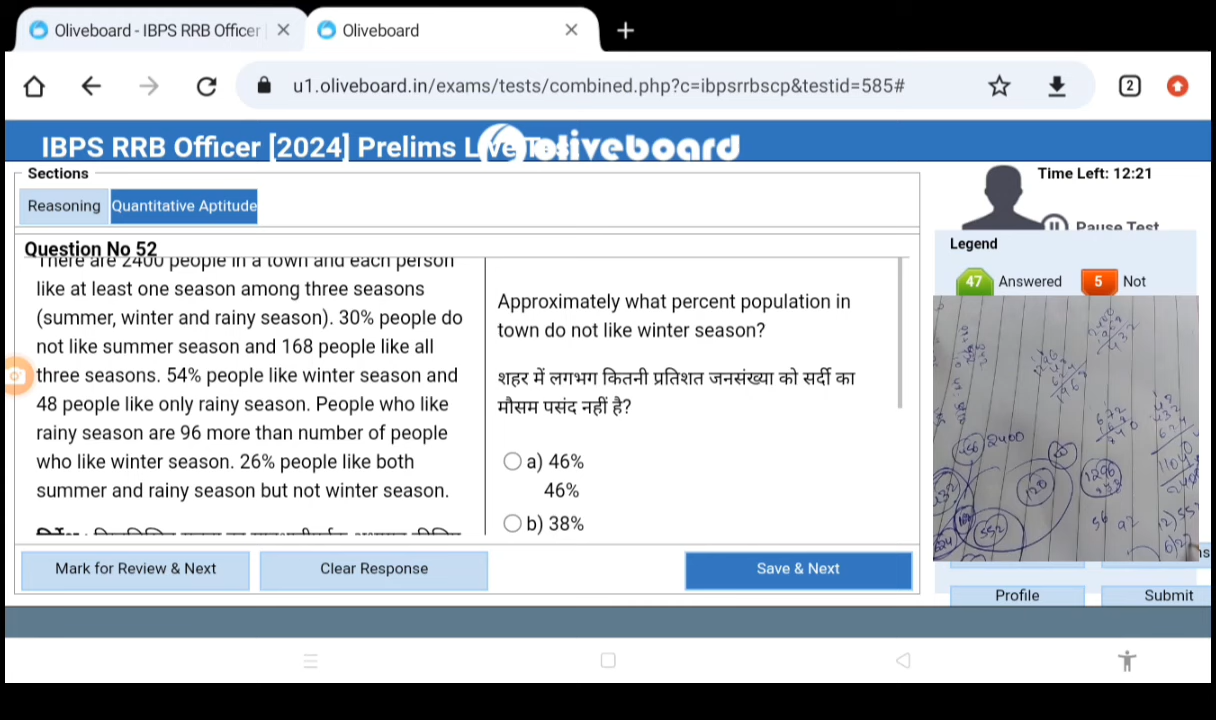 Oliveboard - IBPS RRB Officer
Oliveboard
u1.oliveboard.in/exams/tests/combined.php?c=ibpsrrbscp&testid=585#
2
IBPS RRB Officer [2024] Prelims Live Test
oliveboard
Sections
Time Left: 12:21
Reasoning
Quantitative Aptitude
Pause Test
Question No 52
Legend
There are 2400 people in a town and each person
like at least one season among three seasons
(summer, winter and rainy season). 30% people do
not like summer season and 168 people like all
three seasons. 54% people like winter season and
48 people like only rainy season. People who like
rainy season are 96 more than number of people
who like winter season. 26% people like both
summer and rainy season but not winter season.
Approximately what percent population in
town do not like winter season?
शहर में लगभग कितनी प्रतिशत जनसंख्या को सर्दी का
मौसम पसंद नहीं है?
a) 46%
46%
b) 38%
47 Answered 5 Not
2400
120
552
1296
56 92
Mark for Review & Next
Clear Response
Save & Next
Profile
Submit